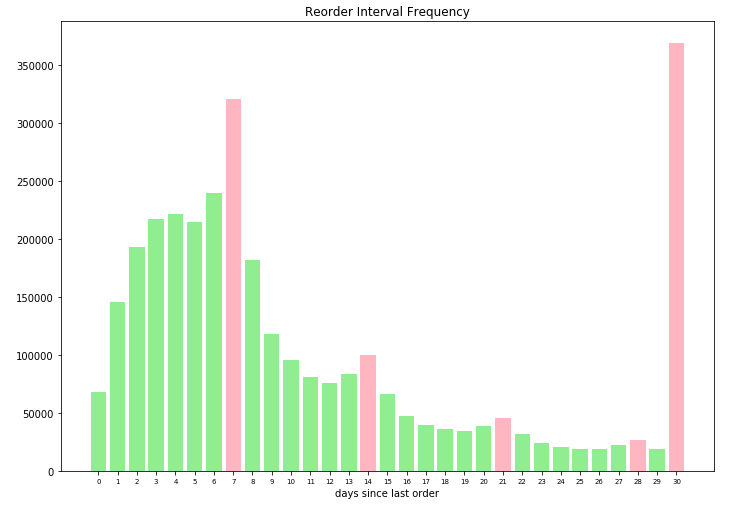 Reorder Interval Frequency
350000
300000
250000
200000
150000
100000
50000
0
0 1 2 3 4 5 6 7 8 9 10 11 12 13 14 15 16 17 18 19 20 21 22 23 24 25 26 27 28 29 30
days since last order